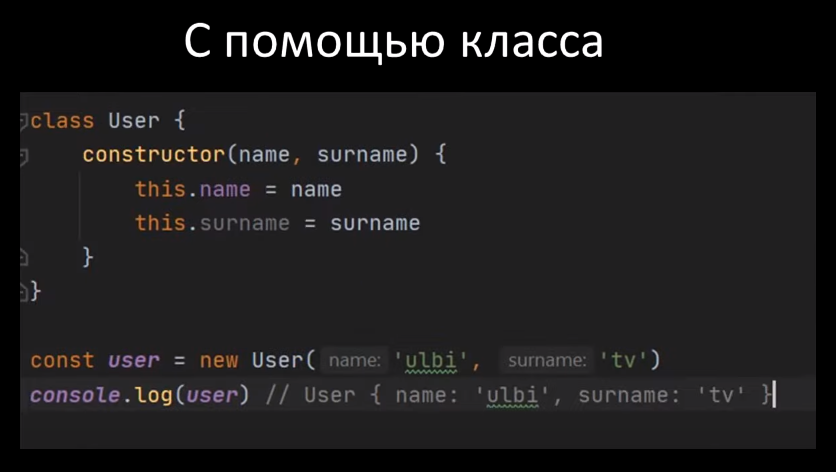 С помощью класса
class User {
constructor(name, surname) {
this.name = name
this.surname = surname
}
}
const user = new User( name: 'ulbi', surname: 'tv')
console.log(user) // User { name: 'ulbi', surname: 'tv' }